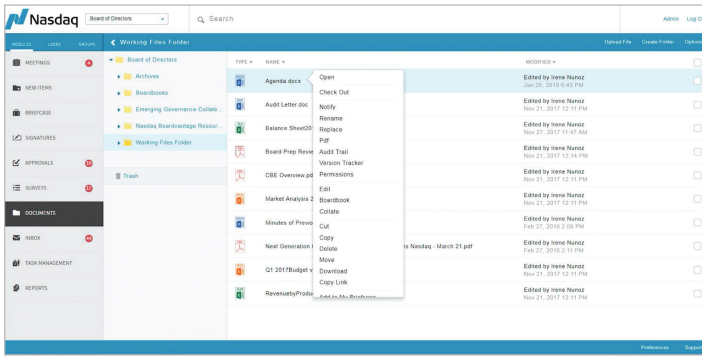 Nasdaq
Board of Directors
Search
Admin
Log O
MODULES
USERS
GROUPS
Working Files Folder
Upload File
Create Folder
Options
MEETINGS
4
NEW ITEMS
BRIEFCASE
SIGNATURES
APPROVALS
SURVEYS
DOCUMENTS
INBOX
TASK MANAGEMENT
REPORTS
Board of Directors
Archives
Boardbooks
Emerging Governance Collate...
Nasdaq Boardvantage Resour...
Working Files Folder
Trash
TYPE
NAME
MODIFIED
Agenda.docx
Edited by Irene Nunoz
Jan 25, 2018 6:43 PM
Audit Letter.doc
Edited by Irene Nunoz
Nov 21, 2017 12:11 PM
Balance Sheet20
Edited by Irene Nunoz
Nov 27, 2017 11:47 AM
Board Prep Revie
Edited by Irene Nunoz
Nov 21, 2017 12:14 PM
CBE Overview.pd
Edited by Irene Nunoz
Nov 21, 2017 12:11 PM
Market Analysis 2
Edited by Irene Nunoz
Nov 21, 2017 12:11 PM
Minutes of Previo
Edited by Irene Nunoz
Feb 27, 2018 2:09 PM
Next Generation
ns Nasdaq - March 21.pdf
Edited by Irene Nunoz
Feb 27, 2018 2:11 PM
Q1 2017Budget v
Edited by Irene Nunoz
Nov 21, 2017 12:11 PM
RevenuebyProdu
Edited by Irene Nunoz
Nov 21, 2017 12:11 PM
Open
Check Out
Notify
Rename
Replace
Pdf
Audit Trail
Version Tracker
Permissions
Edit
Boardbook
Collate
Cut
Copy
Delete
Move
Download
Copy Link
Add to My Briefcase
Preferences
Support